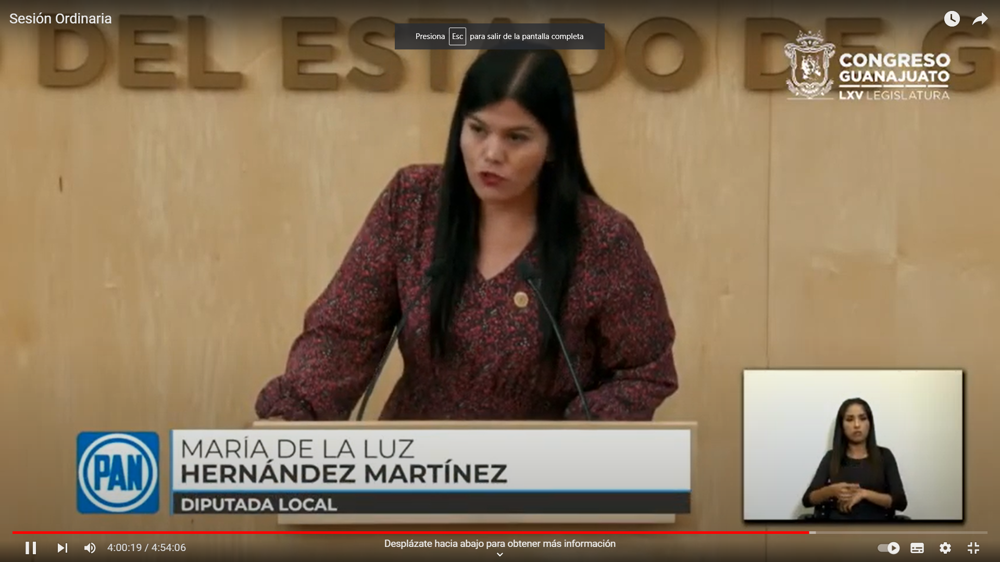 Sesión Ordinaria
Presiona Esc para salir de la pantalla completa
DEL ESTADO DE G
CONGRESO
GUANAJUATO
LXV LEGISLATURA
PAN
MARÍA DE LA LUZ
HERNÁNDEZ MARTÍNEZ
DIPUTADA LOCAL
4:00:19 / 4:54:06
Desplázate hacia abajo para obtener más información